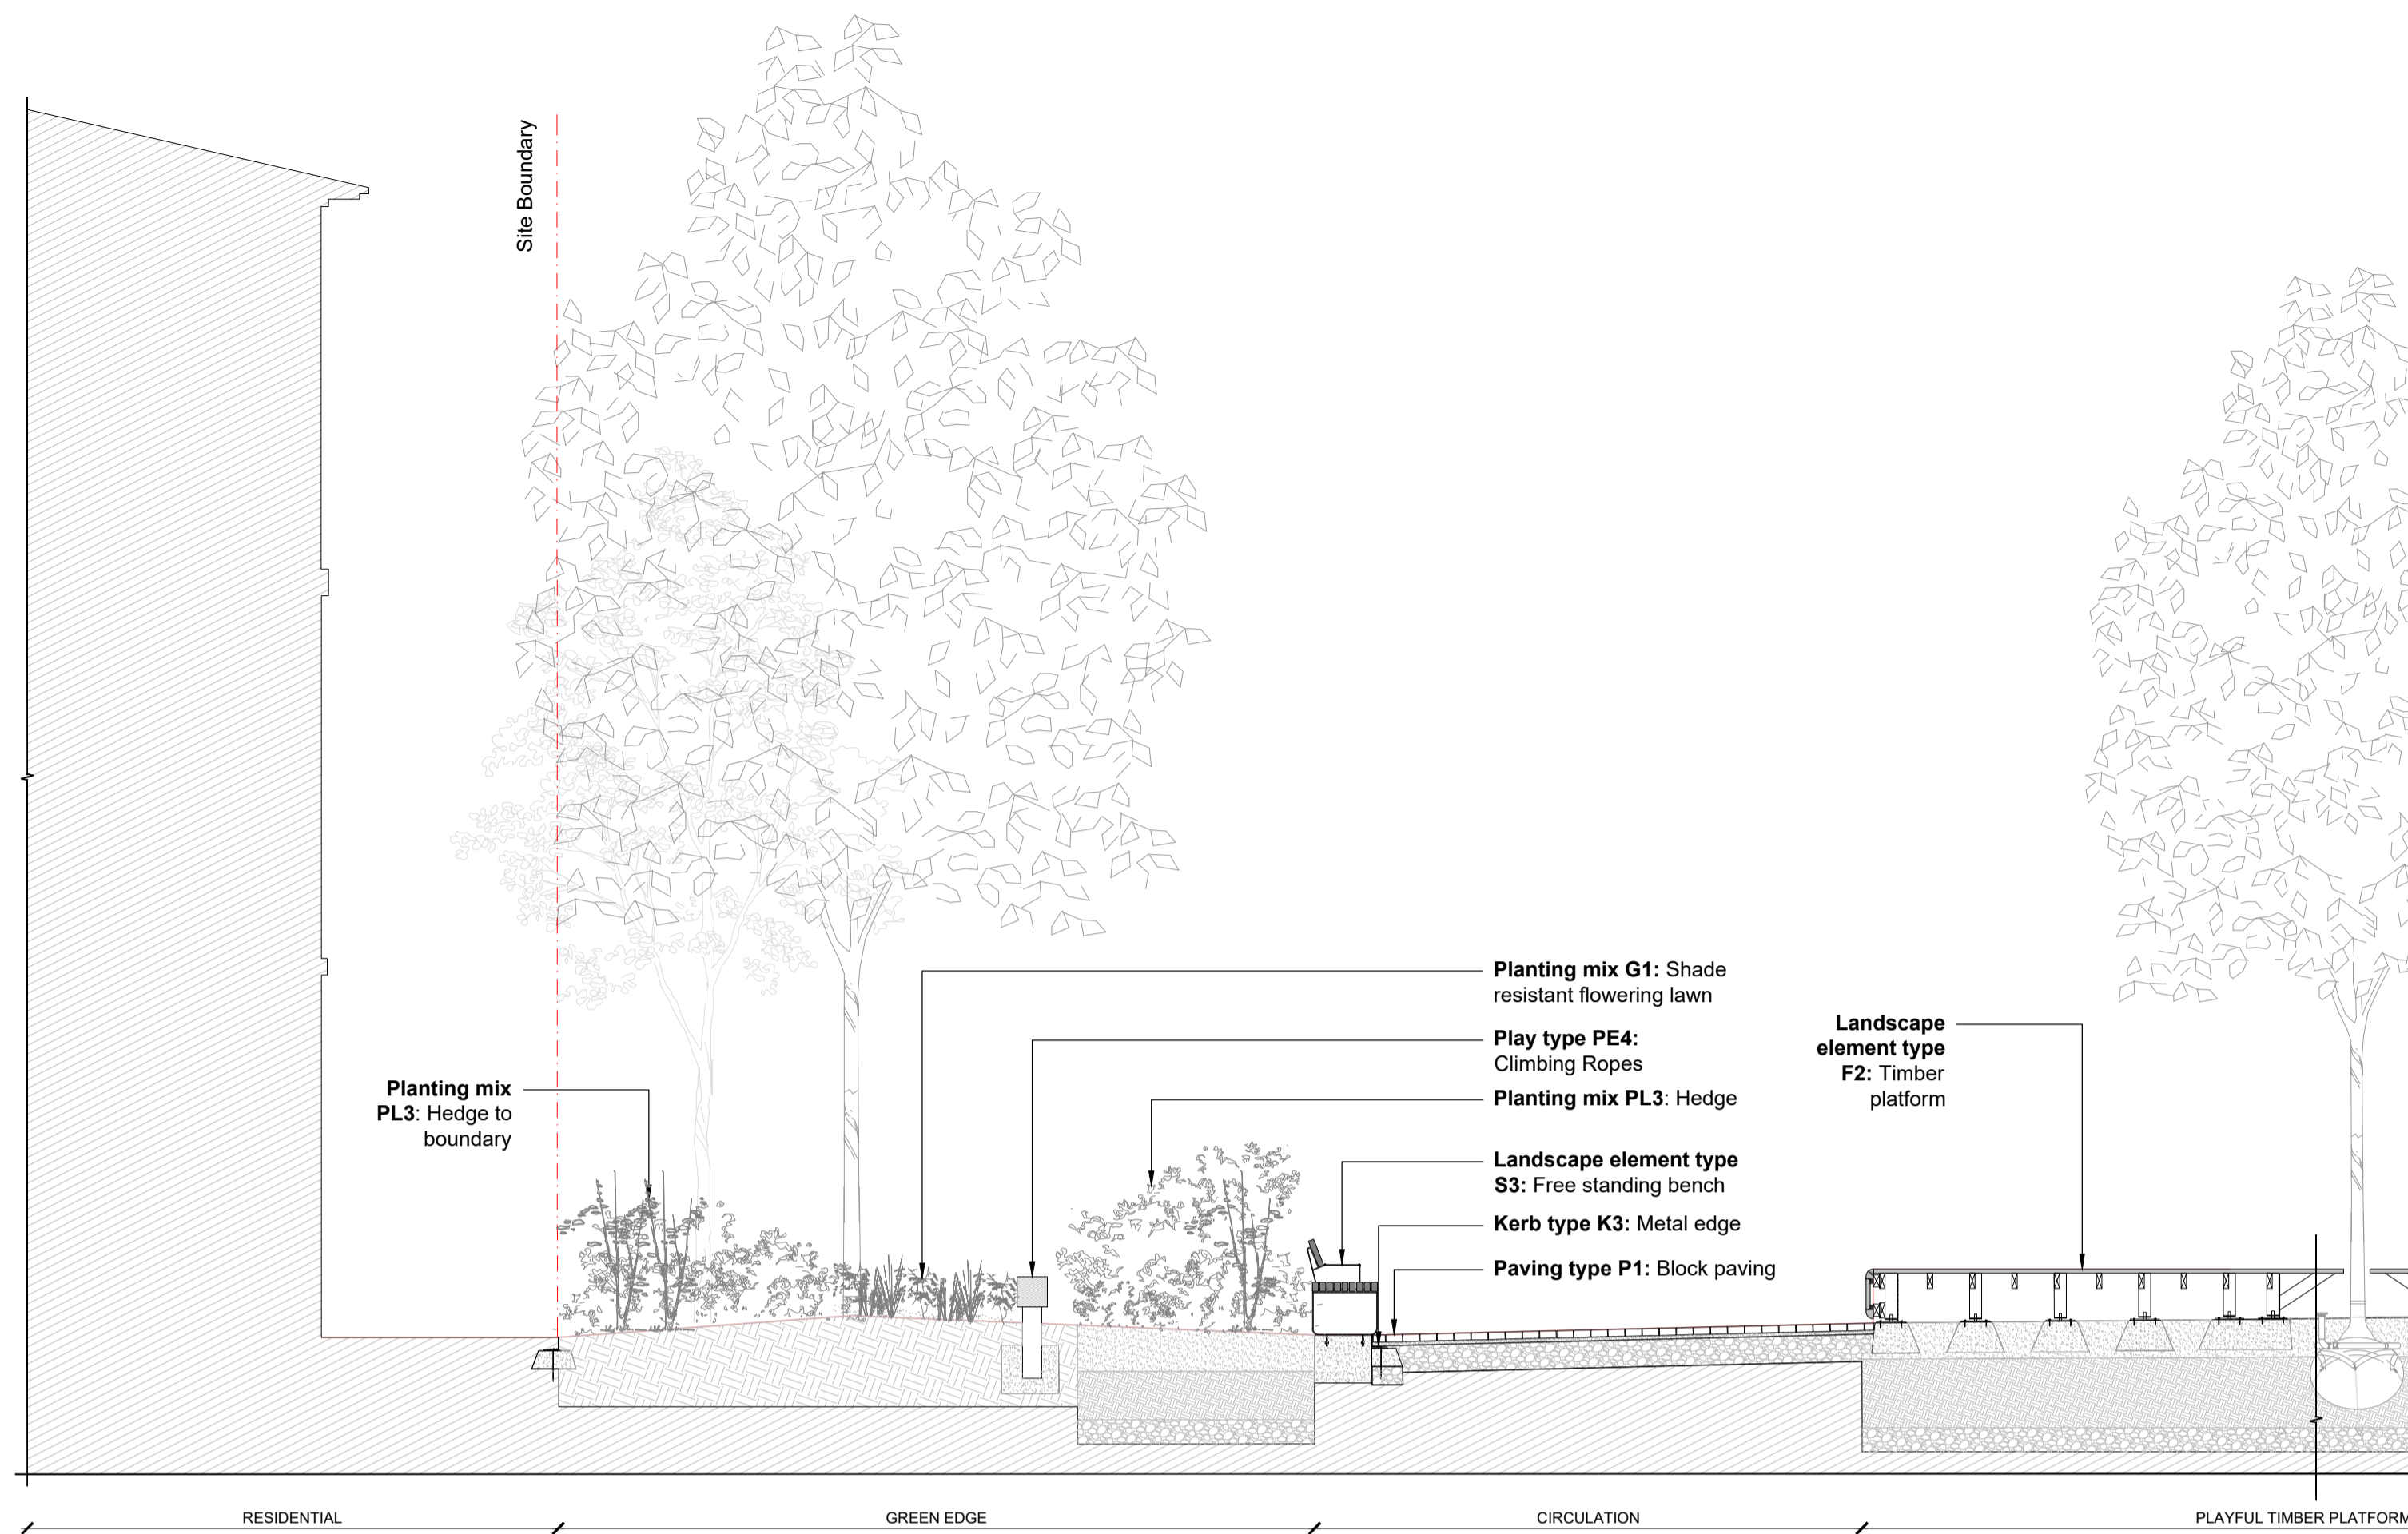 Site Boundary
Planting mix G1: Shade
resistant flowering lawn
Play type PE4:
Climbing Ropes
Planting mix PL3: Hedge
Landscape element type
S3: Free standing bench
Kerb type K3: Metal edge
Paving type P1: Block paving
Landscape
element type
F2: Timber
platform
Planting mix
PL3: Hedge to
boundary
RESIDENTIAL
GREEN EDGE
CIRCULATION
PLAYFUL TIMBER PLATFORM